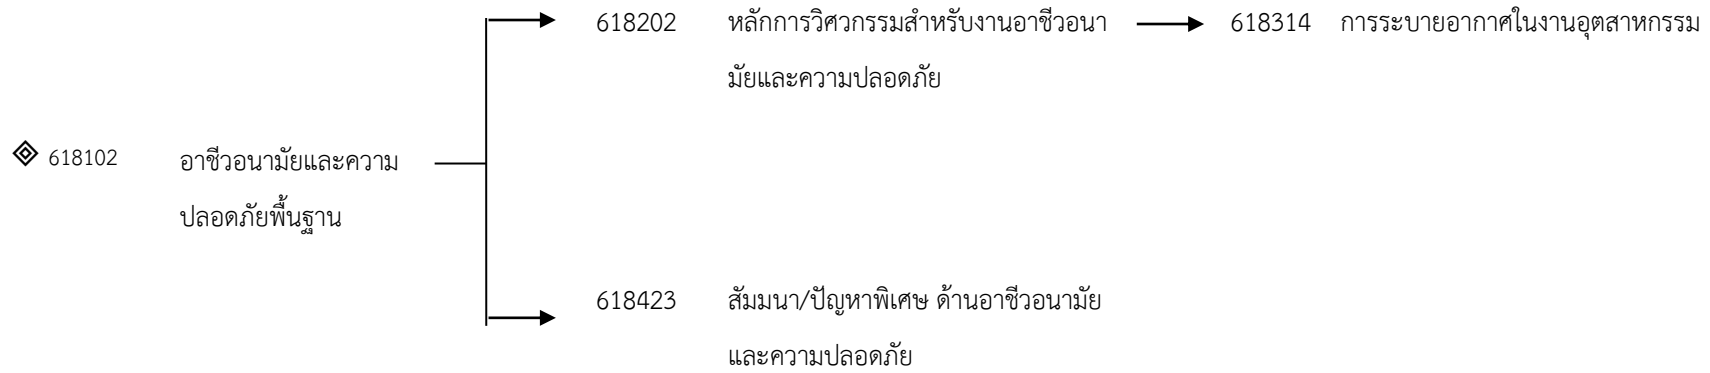 618202 หลักการวิศวกรรมสำหรับงานอาชีวอนา 618314 การระบายอากาศในงานอุตสาหกรรม
มัยและความปลอดภัย
618102 อาชีวอนามัยและความ
ปลอดภัยพื้นฐาน
618423 สัมมนา/ปัญหาพิเศษ ด้านอาชีวอนามัย
และความปลอดภัย